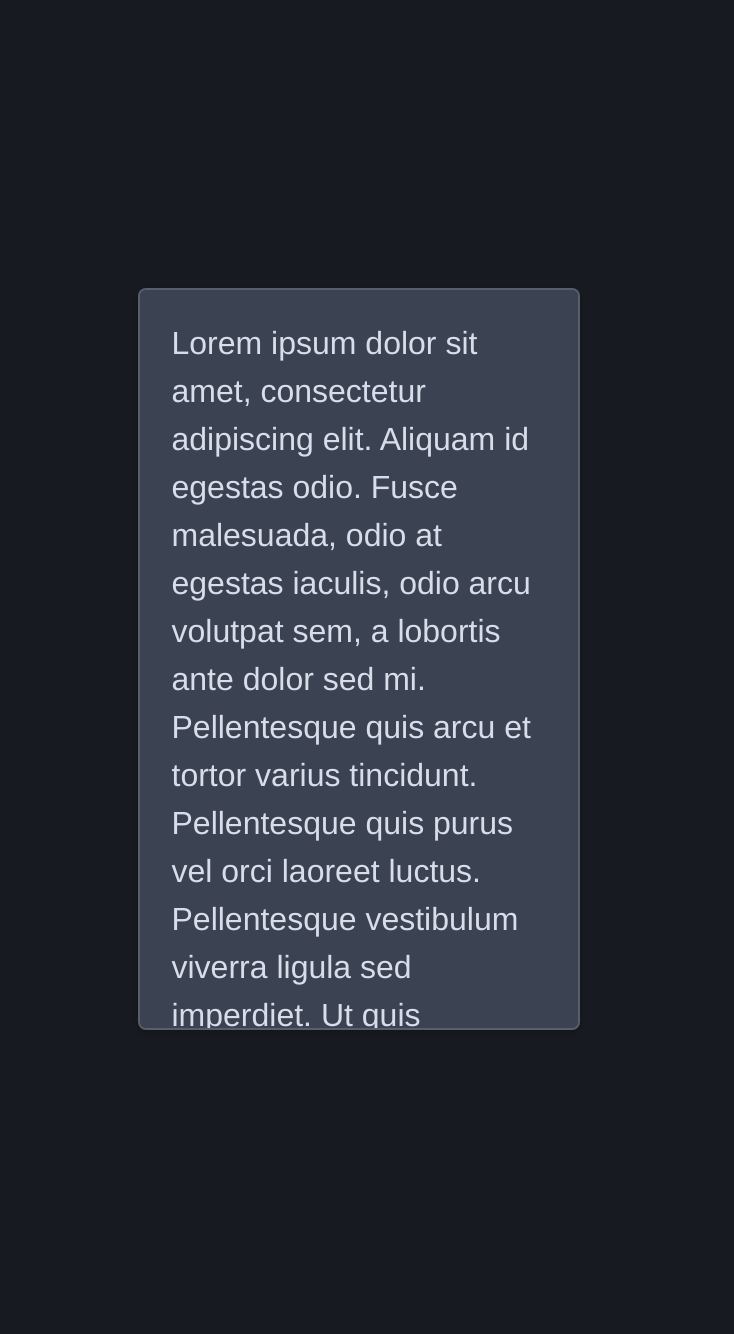 Lorem ipsum dolor sit
amet, consectetur
adipiscing elit. Aliquam id
egestas odio. Fusce
malesuada, odio at
egestas iaculis, odio arcu
volutpat sem, a lobortis
ante dolor sed mi.
Pellentesque quis arcu et
tortor varius tincidunt.
Pellentesque quis purus
vel orci laoreet luctus.
Pellentesque vestibulum
viverra ligula sed
imperdiet. Ut quis